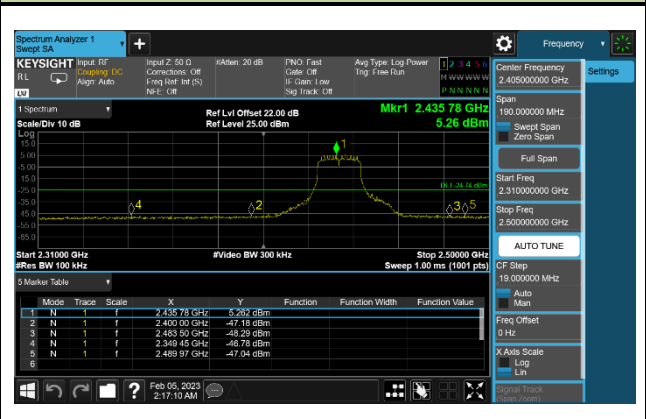 Spectrum Analyzer 1
Swept SA
KEYSIGHT
RL
Input: RF
Coupling: DC
Align: Auto
Input Z: 50 Ω
Corrections: Off
Freq Ref: Int (S)
NFE: Off
#Atten: 20 dB
PNO: Fast
Gate: Off
IF Gain: Low
Sig Track: Off
Avg Type: Log-Power
Trig: Free Run
1 2 3 4 5 6
M W W W W W
P N N N N N
1 Spectrum
Scale/Div 10 dB
Log
Ref Lvl Offset 22.00 dB
Ref Level 25.00 dBm
Mkr1 2.435 78 GHz
5.26 dBm
15.0
5.00
-5.00
-15.0
-25.0
-35.0
-45.0
-55.0
-65.0
1
DL1 -24.74 dBm
4
2
3
5
Start 2.31000 GHz
#Res BW 100 kHz
#Video BW 300 kHz
Stop 2.50000 GHz
Sweep 1.00 ms (1001 pts)
5 Marker Table
Mode Trace Scale X Y Function Function Width Function Value
1 N 1 f 2.435 78 GHz 5.262 dBm
2 N 1 f 2.400 00 GHz -47.18 dBm
3 N 1 f 2.483 50 GHz -48.29 dBm
4 N 1 f 2.349 45 GHz -46.78 dBm
5 N 1 f 2.489 97 GHz -47.04 dBm
6
?
Feb 05, 2023
2:17:10 AM
Frequency
Settings
Center Frequency
2.405000000 GHz
Span
190.000000 MHz
Swept Span
Zero Span
Full Span
Start Freq
2.310000000 GHz
Stop Freq
2.500000000 GHz
AUTO TUNE
CF Step
19.000000 MHz
Auto
Man
Freq Offset
0 Hz
X Axis Scale
Log
Lin
Signal Track
(Span Zoom)